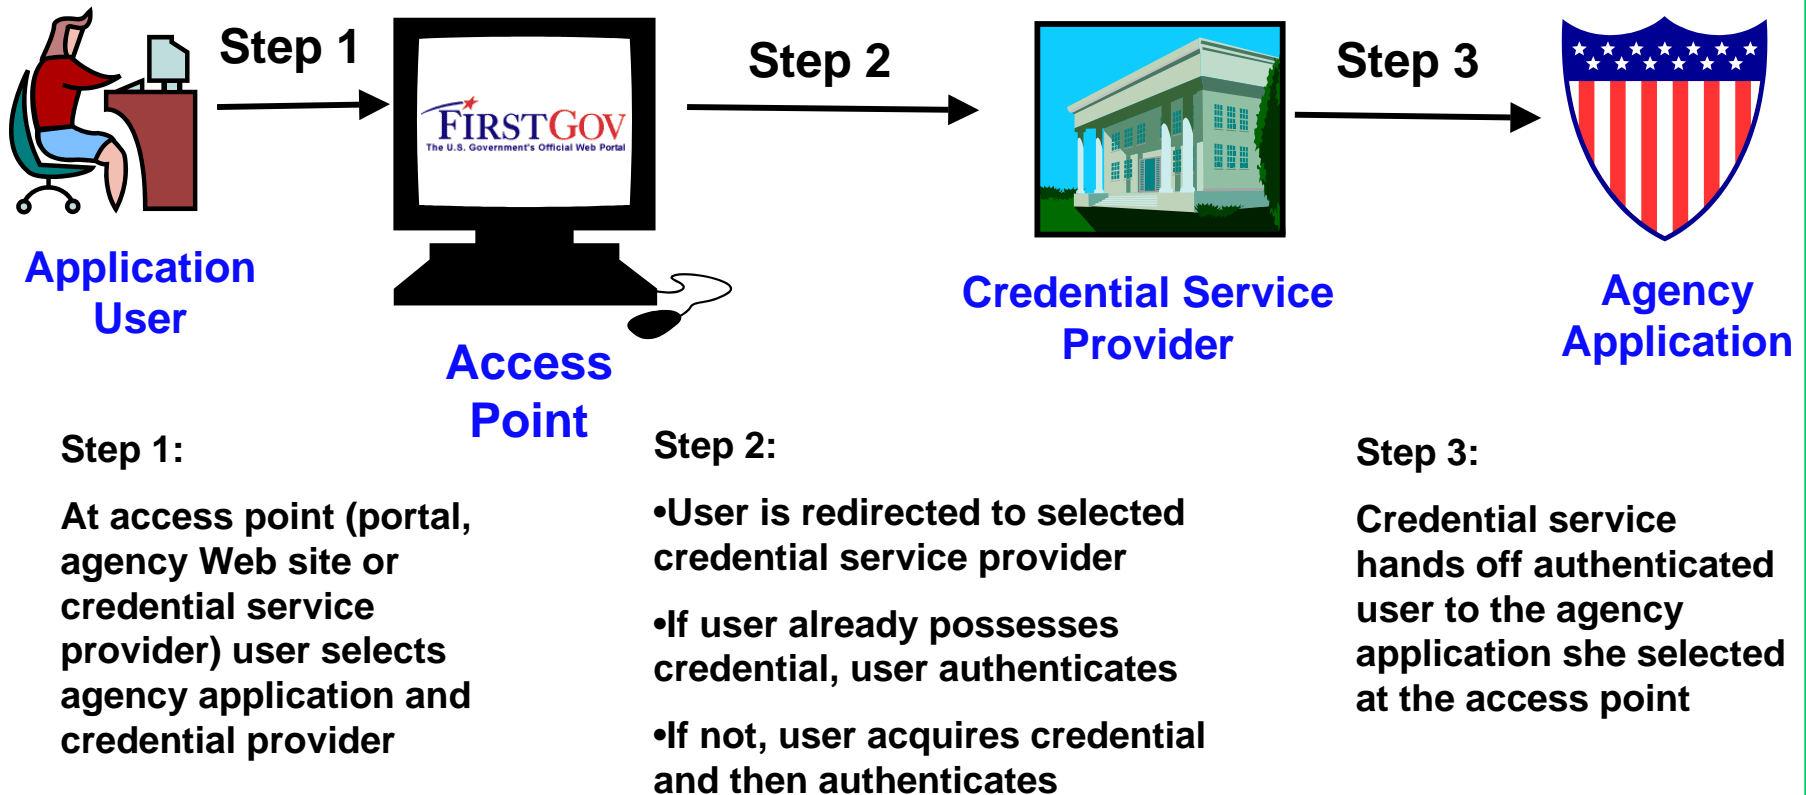 Step 1
Step 2
Step 3
FIRSTGOV
The U.S. Government's Official Web Portal
Application
User
Access
Point
Credential Service
Provider
Agency
Application
Step 1:
At access point (portal,
agency Web site or
credential service
provider) user selects
agency application and
credential provider
Step 2:
•User is redirected to selected
credential service provider
•If user already possesses
credential, user authenticates
•If not, user acquires credential
and then authenticates
Step 3:
Credential service
hands off authenticated
user to the agency
application she selected
at the access point